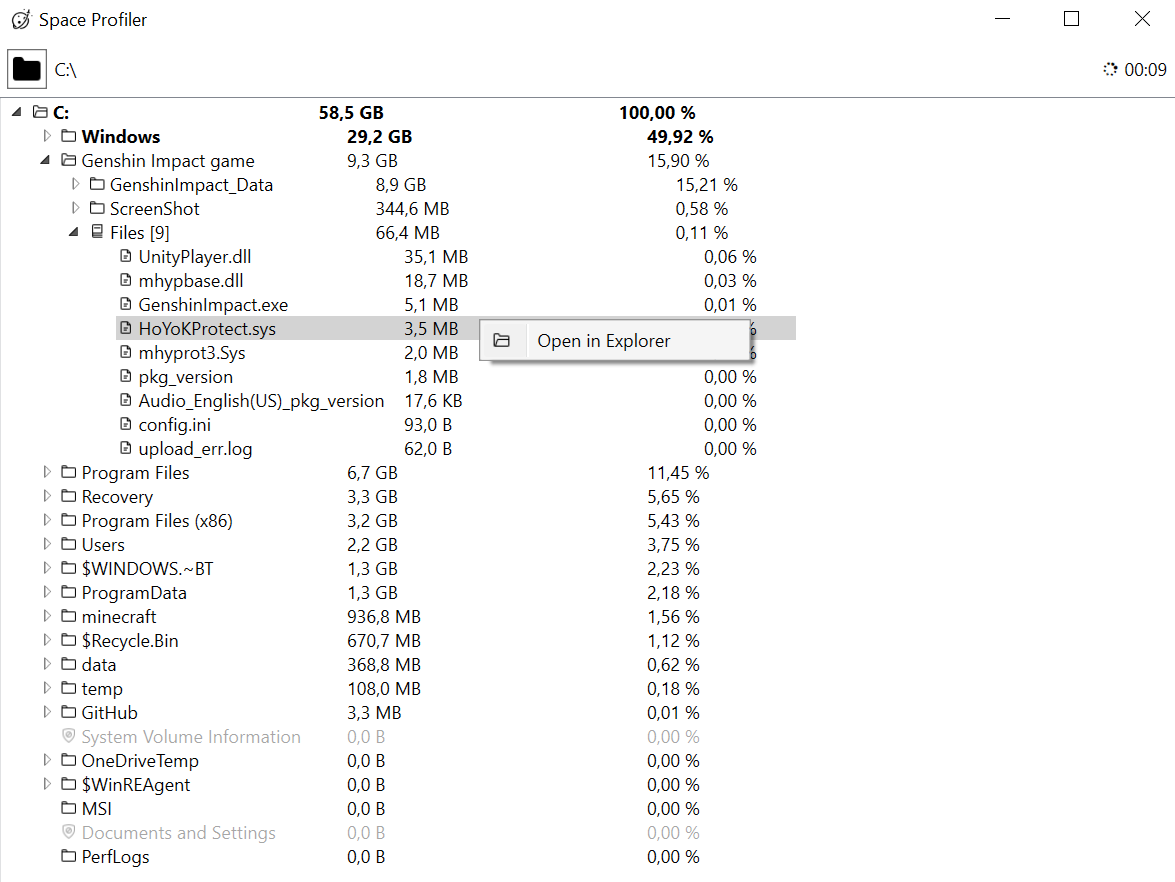 Space Profiler
C:\ 00:09
C: 58,5 GB 100,00 %
Windows 29,2 GB 49,92 %
Genshin Impact game 9,3 GB 15,90 %
GenshinImpact_Data 8,9 GB 15,21 %
ScreenShot 344,6 MB 0,58 %
Files [9] 66,4 MB 0,11 %
UnityPlayer.dll 35,1 MB 0,06 %
mhypbase.dll 18,7 MB 0,03 %
GenshinImpact.exe 5,1 MB 0,01 %
HoYoKProtect.sys 3,5 MB %
Open in Explorer
mhyprot3.Sys 2,0 MB %
pkg_version 1,8 MB 0,00 %
Audio_English(US)_pkg_version 17,6 KB 0,00 %
config.ini 93,0 B 0,00 %
upload_err.log 62,0 B 0,00 %
Program Files 6,7 GB 11,45 %
Recovery 3,3 GB 5,65 %
Program Files (x86) 3,2 GB 5,43 %
Users 2,2 GB 3,75 %
$WINDOWS.~BT 1,3 GB 2,23 %
ProgramData 1,3 GB 2,18 %
minecraft 936,8 MB 1,56 %
$Recycle.Bin 670,7 MB 1,12 %
data 368,8 MB 0,62 %
temp 108,0 MB 0,18 %
GitHub 3,3 MB 0,01 %
System Volume Information 0,0 B 0,00 %
OneDriveTemp 0,0 B 0,00 %
$WinREAgent 0,0 B 0,00 %
MSI 0,0 B 0,00 %
Documents and Settings 0,0 B 0,00 %
PerfLogs 0,0 B 0,00 %